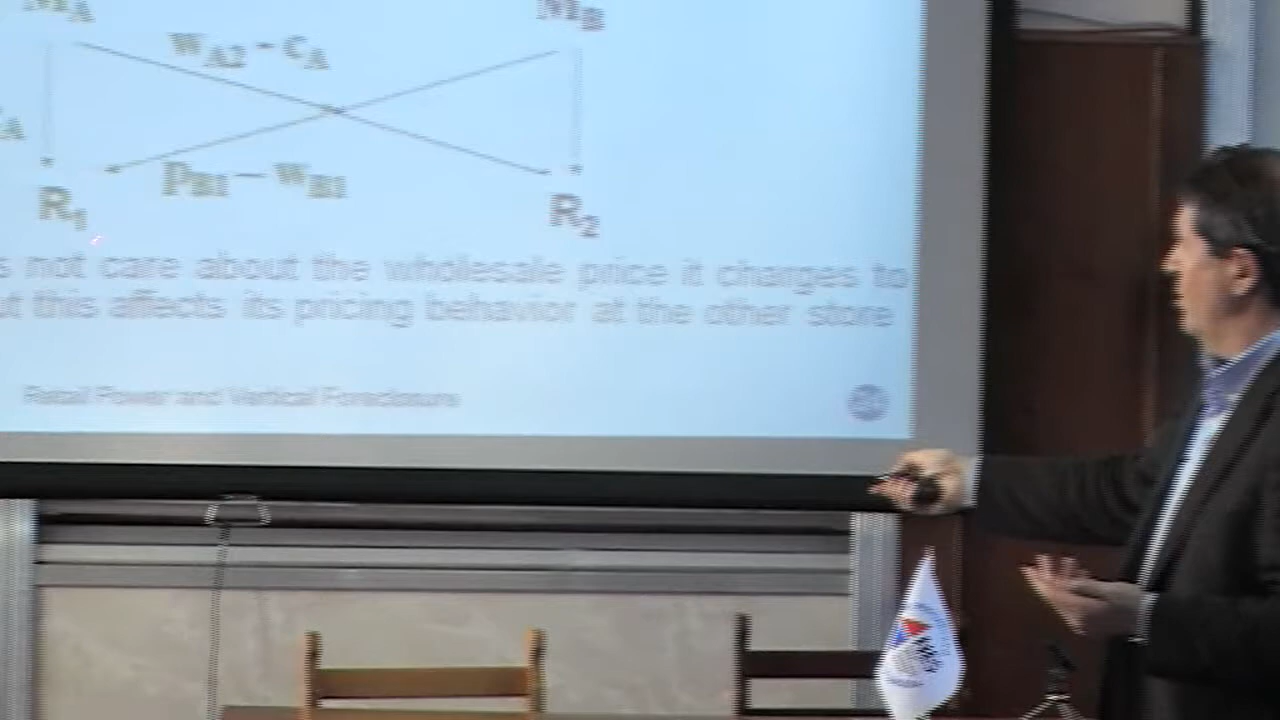 M_A M_B
w_A2 – c_A
c_A
p_B1 – w_B1
R_1 R_2
not care about the wholesale price it charges to
this affects its pricing behavior at the other store
Retail Power and Vertical Foreclosure